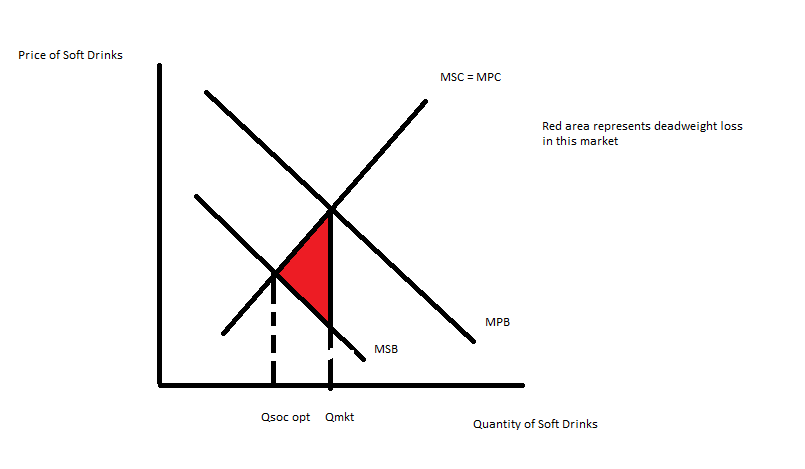 Price of Soft Drinks
MSC = MPC
Red area represents deadweight loss
in this market
MPB
MSB
Qsoc opt
Qmkt
Quantity of Soft Drinks